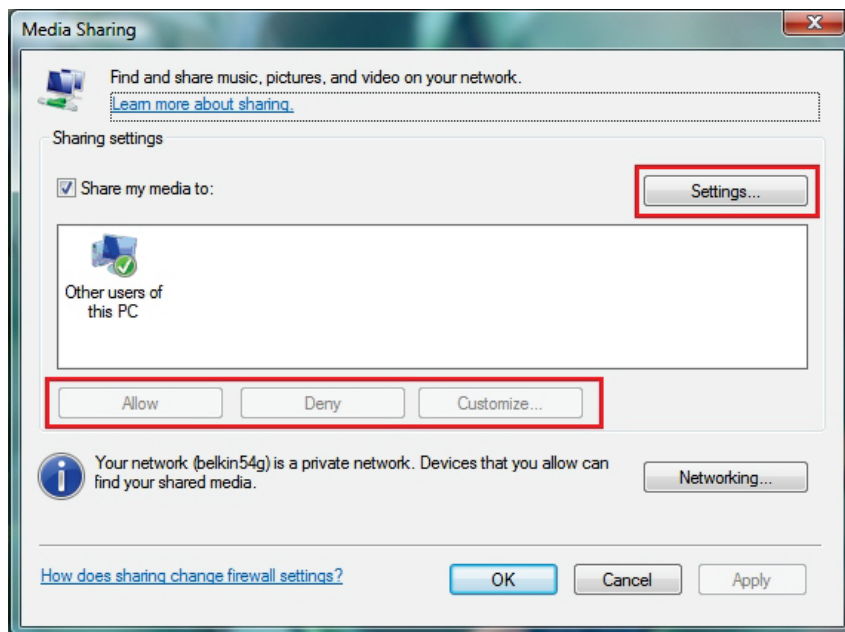 Media Sharing
Find and share music, pictures, and video on your network.
Learn more about sharing.
Sharing settings
Share my media to:
Settings...
Other users of
this PC
Allow
Deny
Customize...
Your network (belkin54g) is a private network. Devices that you allow can
find your shared media.
Networking...
How does sharing change firewall settings?
OK
Cancel
Apply